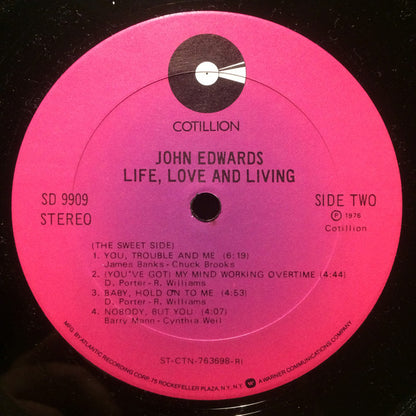 COTILLION
JOHN EDWARDS
LIFE, LOVE AND LIVING
SD 9909
STEREO
SIDE TWO
Ⓟ 1976
Cotillion
(THE SWEET SIDE)
1. YOU, TROUBLE AND ME (6:19)
James Banks - Chuck Brooks
2. (YOU'VE GOT) MY MIND WORKING OVERTIME (4:44)
D. Porter - R. Williams
3. BABY, HOLD ON TO ME (4:53)
D. Porter - R. Williams
4. NOBODY, BUT YOU (4:07)
Barry Mann - Cynthia Weil
ST-CTN-763698-RI
MFG. BY ATLANTIC RECORDING CORP. 75 ROCKEFELLER PLAZA, N.Y., N.Y. W A WARNER COMMUNICATIONS COMPANY